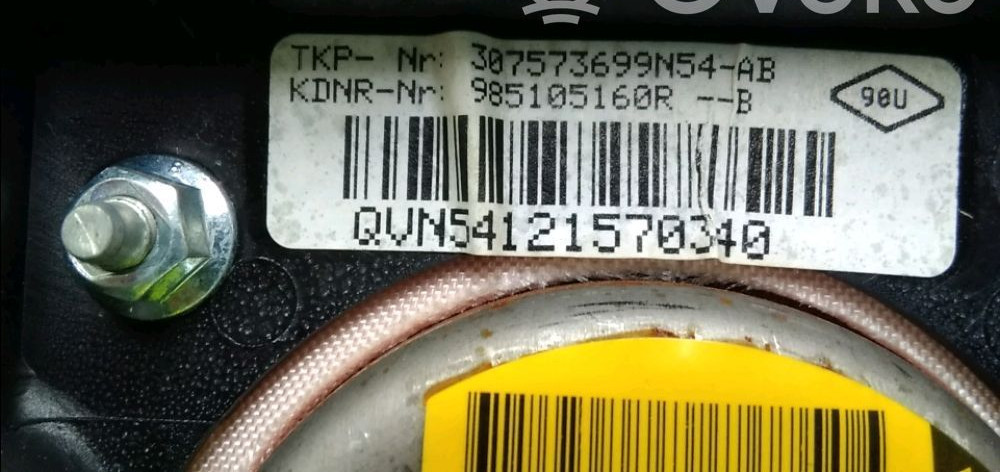 TKP- Nr: 307573699N54-AB
KDNR-Nr: 985105160R --B
90U
QVN54121570340